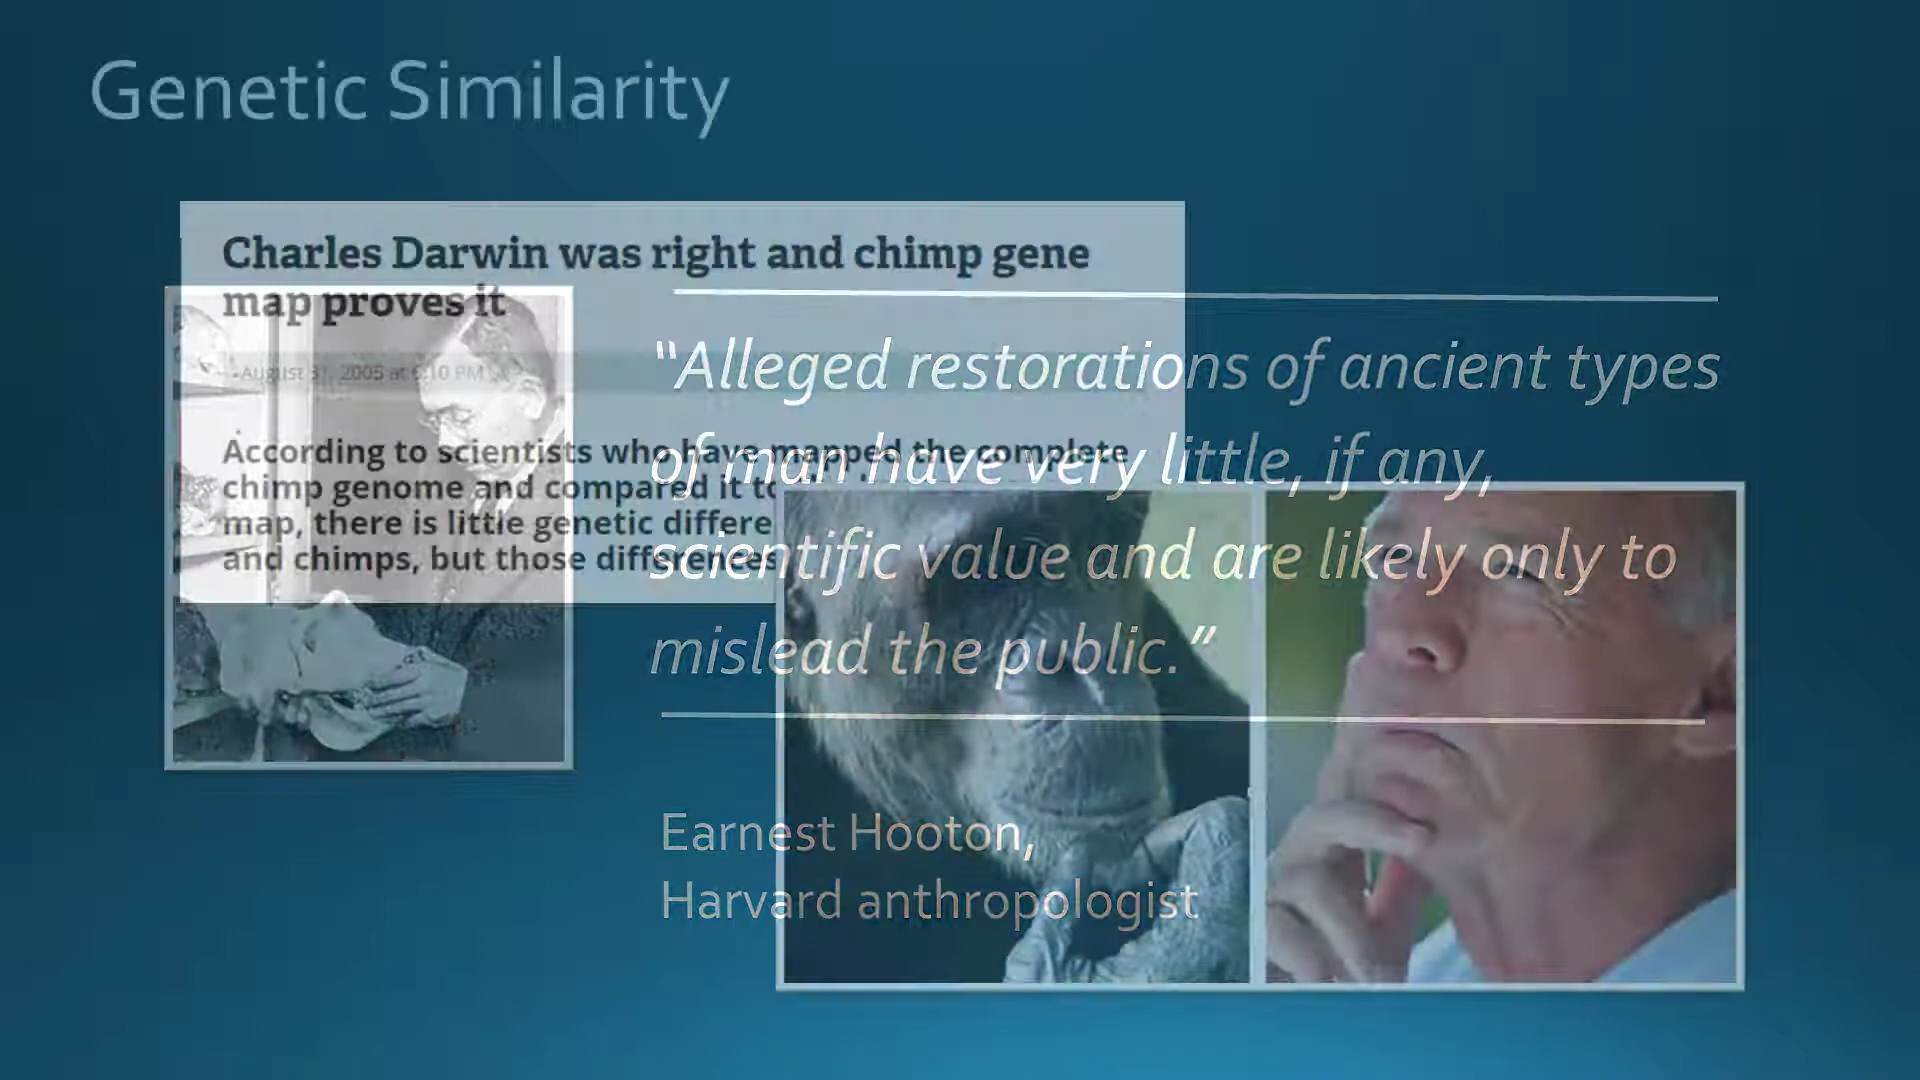 Genetic Similarity
Charles Darwin was right and chimp gene
map proves it
August 31, 2005 at 6:10 PM
According to scientists who have mapped the complete
chimp genome and compared it to
map, there is little genetic differe
and chimps, but those differences
“Alleged restorations of ancient types
of man have very little, if any,
scientific value and are likely only to
mislead the public.”
Earnest Hooton,
Harvard anthropologist